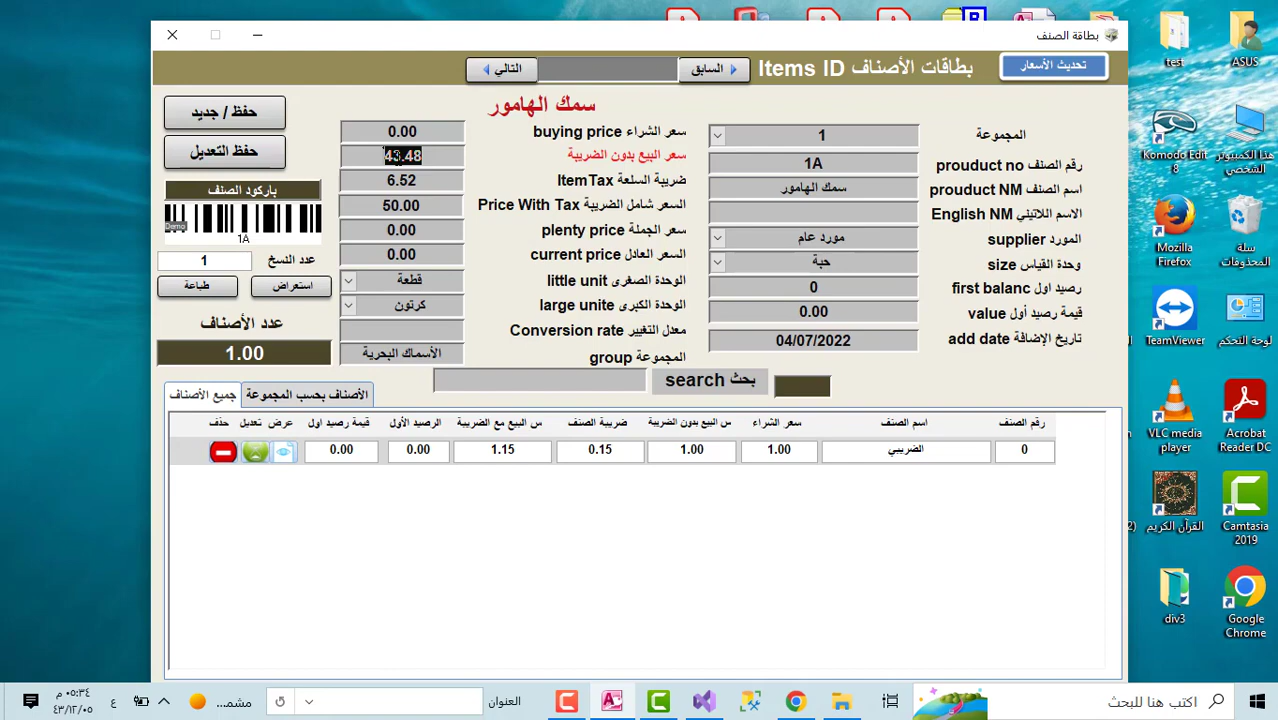 بطاقة الصنف
تحديث الأسعار
بطاقات الأصناف Items ID
السابق
التالي
سمك الهامور
حفظ / جديد
حفظ التعديل
المجموعة
1
رقم الصنف prouduct no
1A
اسم الصنف prouduct NM
سمك الهامور
الاسم اللاتيني English NM
المورد supplier
مورد عام
وحدة القياس size
حبة
رصيد اول first balanc
0
قيمة رصيد أول value
0.00
تاريخ الإضافة add date
04/07/2022
سعر الشراء buying price
0.00
سعر البيع بدون الضريبة
43.48
ضريبة السلعة ItemTax
6.52
السعر شامل الضريبة Price With Tax
50.00
سعر الجملة plenty price
0.00
السعر العادل current price
0.00
الوحدة الصغرى little unit
قطعة
الوحدة الكبرى large unite
كرتون
معدل التغيير Conversion rate
المجموعة group
الأسماك البحرية
باركود الصنف
Demo
1A
عدد النسخ
1
استعراض
طباعة
عدد الأصناف
1.00
بحث search
الأصناف بحسب المجموعة
جميع الأصناف
رقم الصنف
اسم الصنف
سعر الشراء
س البيع بدون الضريبة
ضريبة الصنف
س البيع مع الضريبة
الرصيد الأول
قيمة رصيد اول
عرض
تعديل
حذف
0
الضريبي
1.00
1.00
0.15
1.15
0.00
0.00
test
ASUS
Komodo Edit 8
هذا الكمبيوتر الشخصي
Mozilla Firefox
سلة المحذوفات
TeamViewer
لوحة التحكم
VLC media player
Acrobat Reader DC
القرآن الكريم
Camtasia 2019
div3
Google Chrome
اكتب هنا للبحث
العنوان
مشمـ...
ع
٠٥:٣٤ م
٤٣/١٢/٠٥